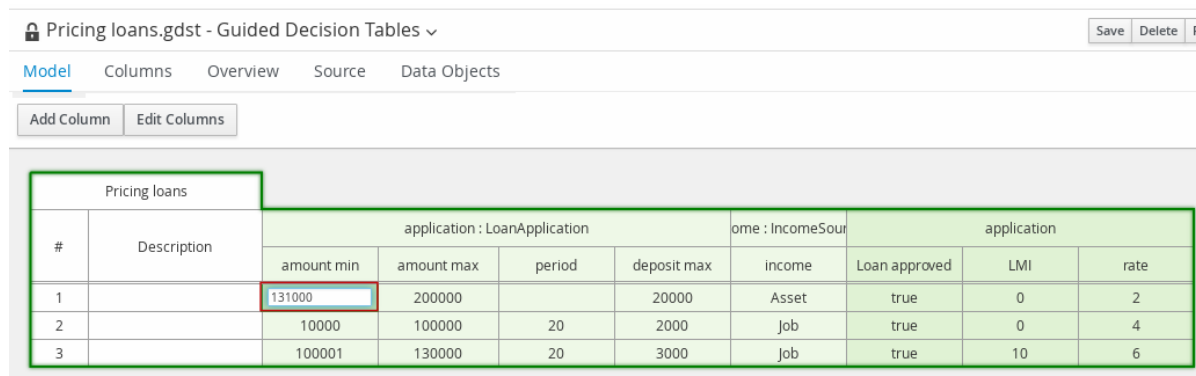 Pricing loans.gdst - Guided Decision Tables
Save Delete
Model Columns Overview Source Data Objects
Add Column Edit Columns
Pricing loans
# Description application : LoanApplication ome : IncomeSour application
amount min amount max period deposit max income Loan approved LMI rate
1 131000 200000 20000 Asset true 0 2
2 10000 100000 20 2000 Job true 0 4
3 100001 130000 20 3000 Job true 10 6